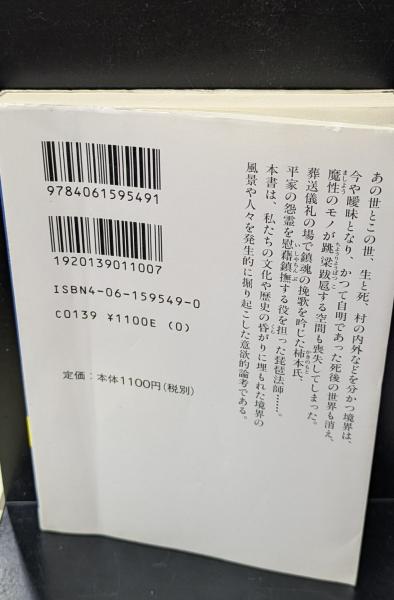 あの世とこの世、生と死、村の内外などを分かつ境界は、
今や曖昧となり、かつて自明であった死後の世界も消え、
魔性のモノが跳梁跋扈する空間も喪失してしまった。
葬送儀礼の場で鎮魂の挽歌を吟じた柿本氏、
平家の怨霊を慰藉鎮撫する役を担った琵琶法師……。
本書は、私たちの文化や歴史の昏がりに埋もれた境界の
風景や人々を発生的に掘り起こした意欲的論考である。
9784061595491
1920139011007
ISBN4-06-159549-0
C0139 ¥1100E (0)
定価：本体1100円(税別)